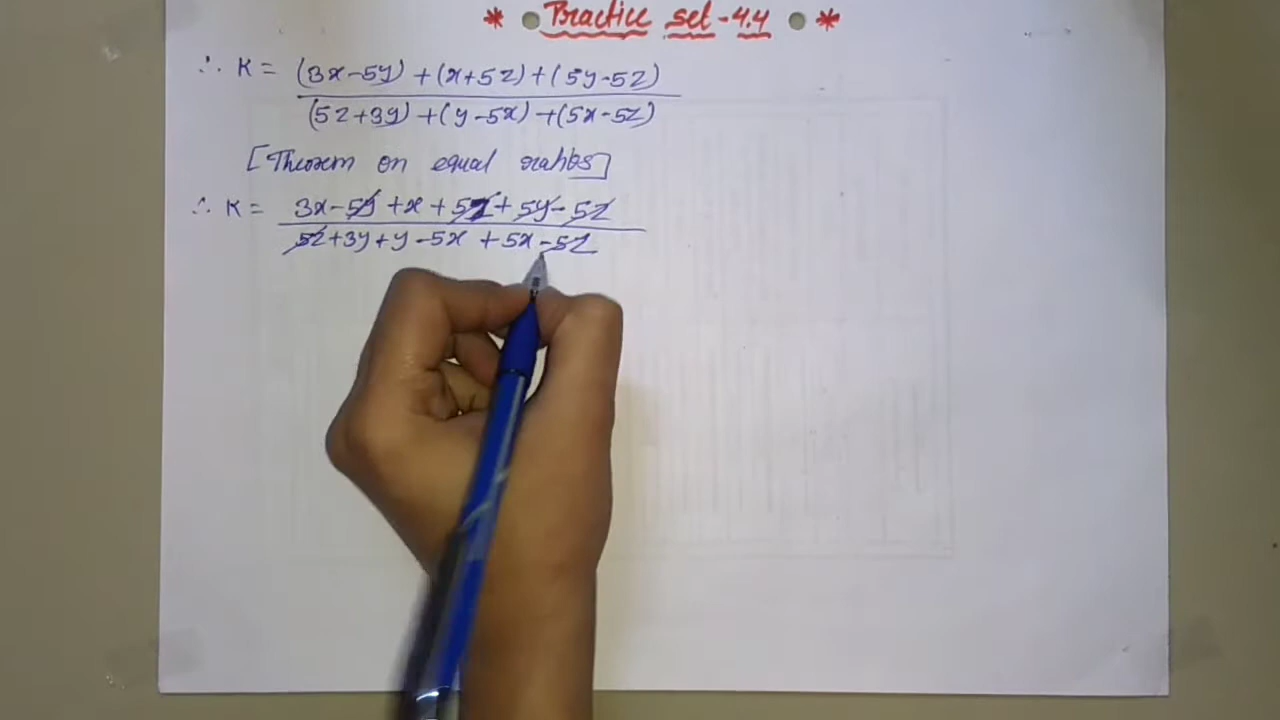 * Practice set - 4.4 *
∴ K = (3x-5y) + (x+5z) + (5y-5z)
(5z+3y) + (y-5x) + (5x-5z)
[Theorem on equal ratios]
∴ K = 3x-5y + x + 5z + 5y - 5z
5z+3y+y-5x + 5x-5z